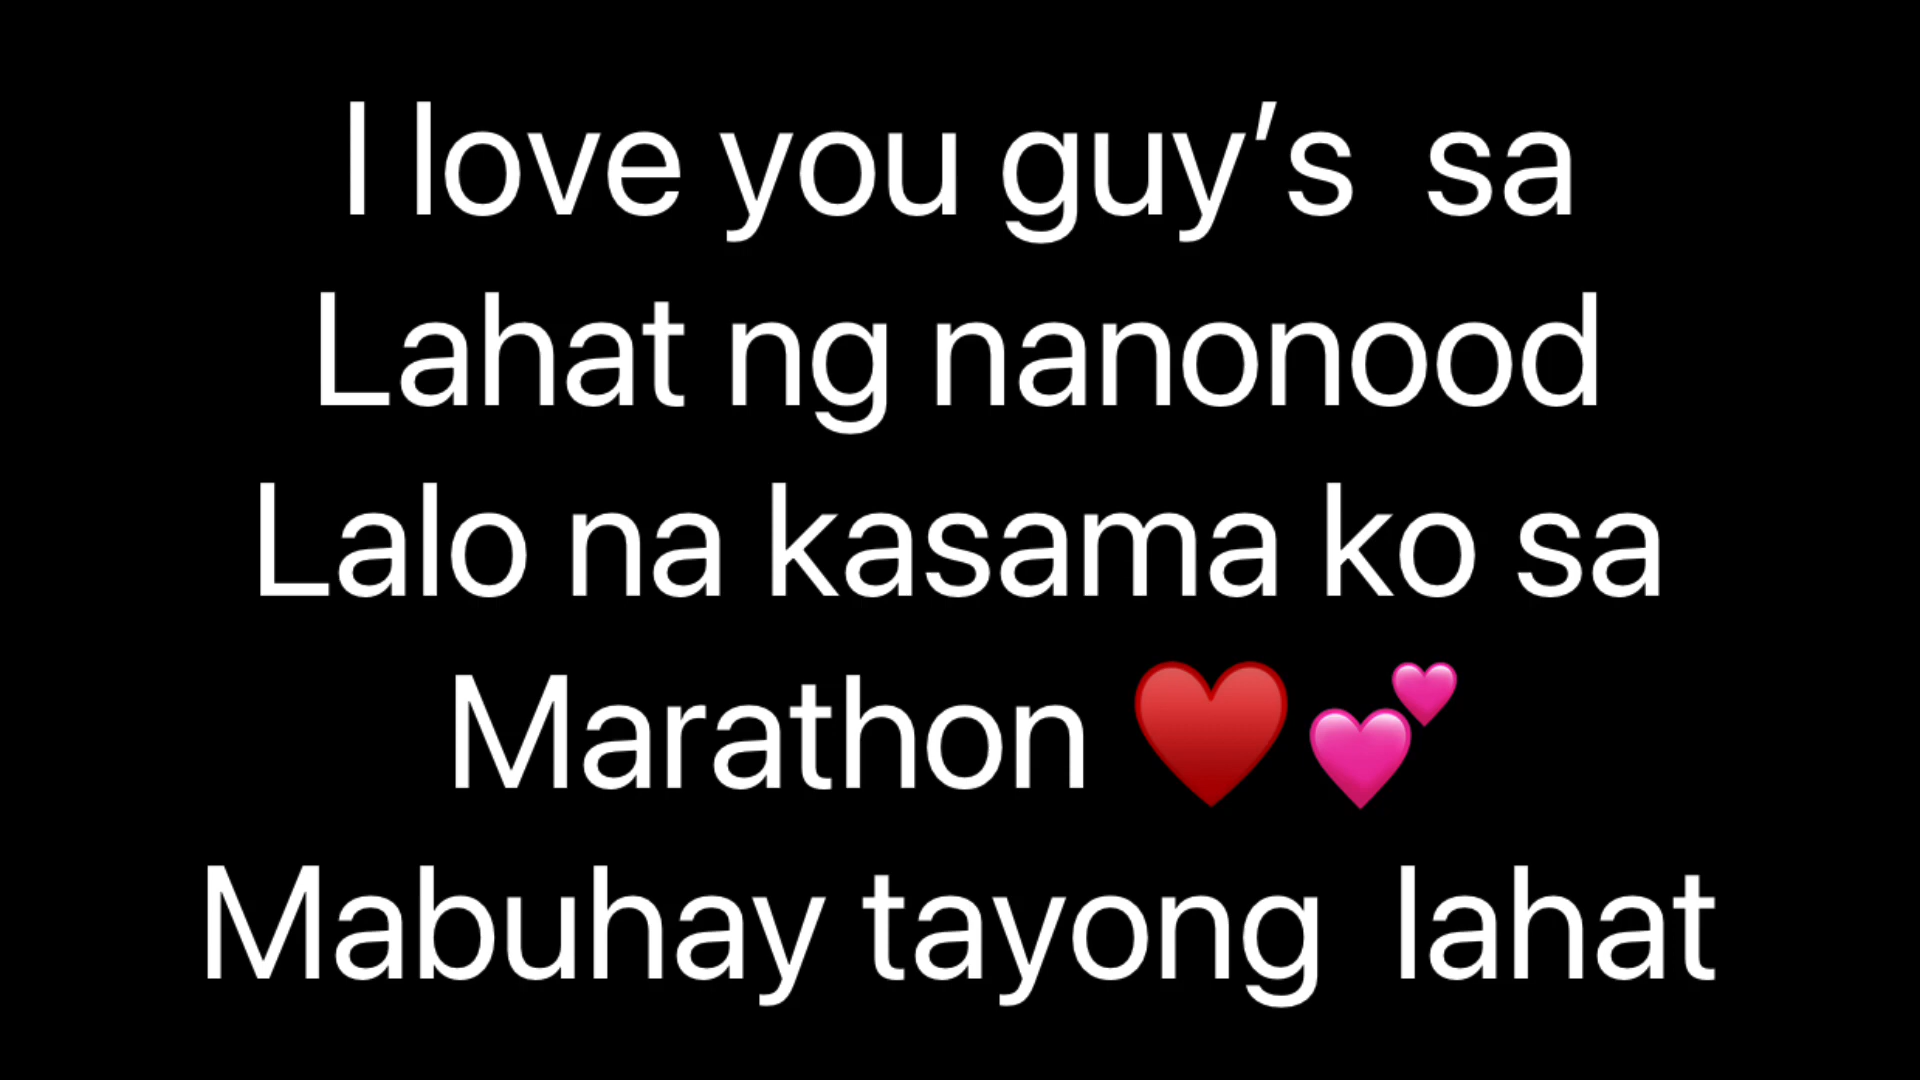 I love you guy’s  sa
Lahat ng nanonood
Lalo na kasama ko sa
Marathon ♥️💕
Mabuhay tayong  lahat